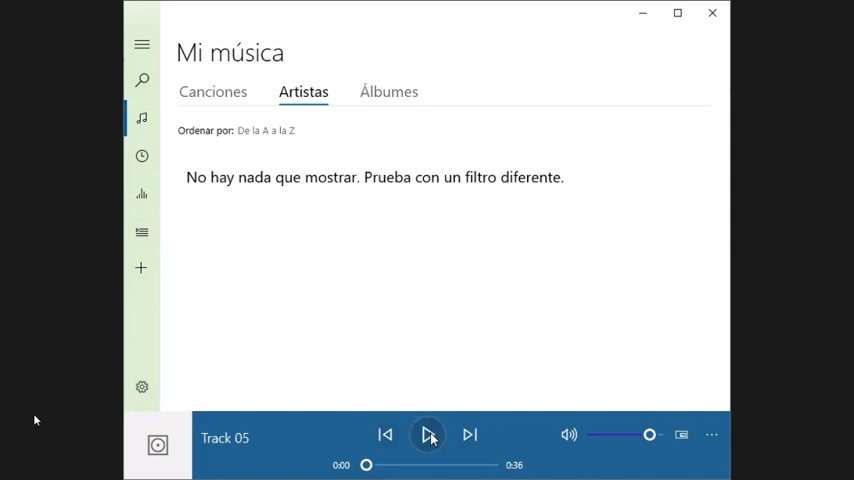 Mi música
Canciones Artistas Álbumes
Ordenar por: De la A a la Z
No hay nada que mostrar. Prueba con un filtro diferente.
Track 05
0:00 0:36